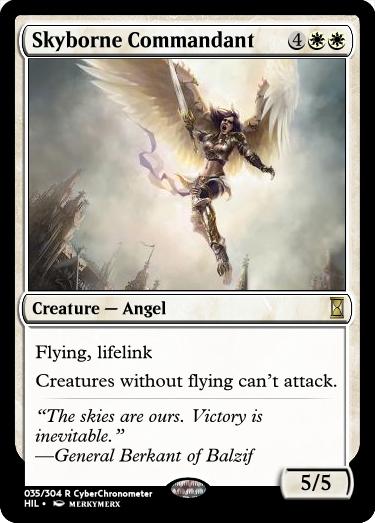 Skyborne Commandant 4
Creature — Angel
Flying, lifelink
Creatures without flying can't attack.
“The skies are ours. Victory is
inevitable.”
—General Berkant of Balzif
5/5
035/304 R CyberChronometer
HIL • MERKYMERX